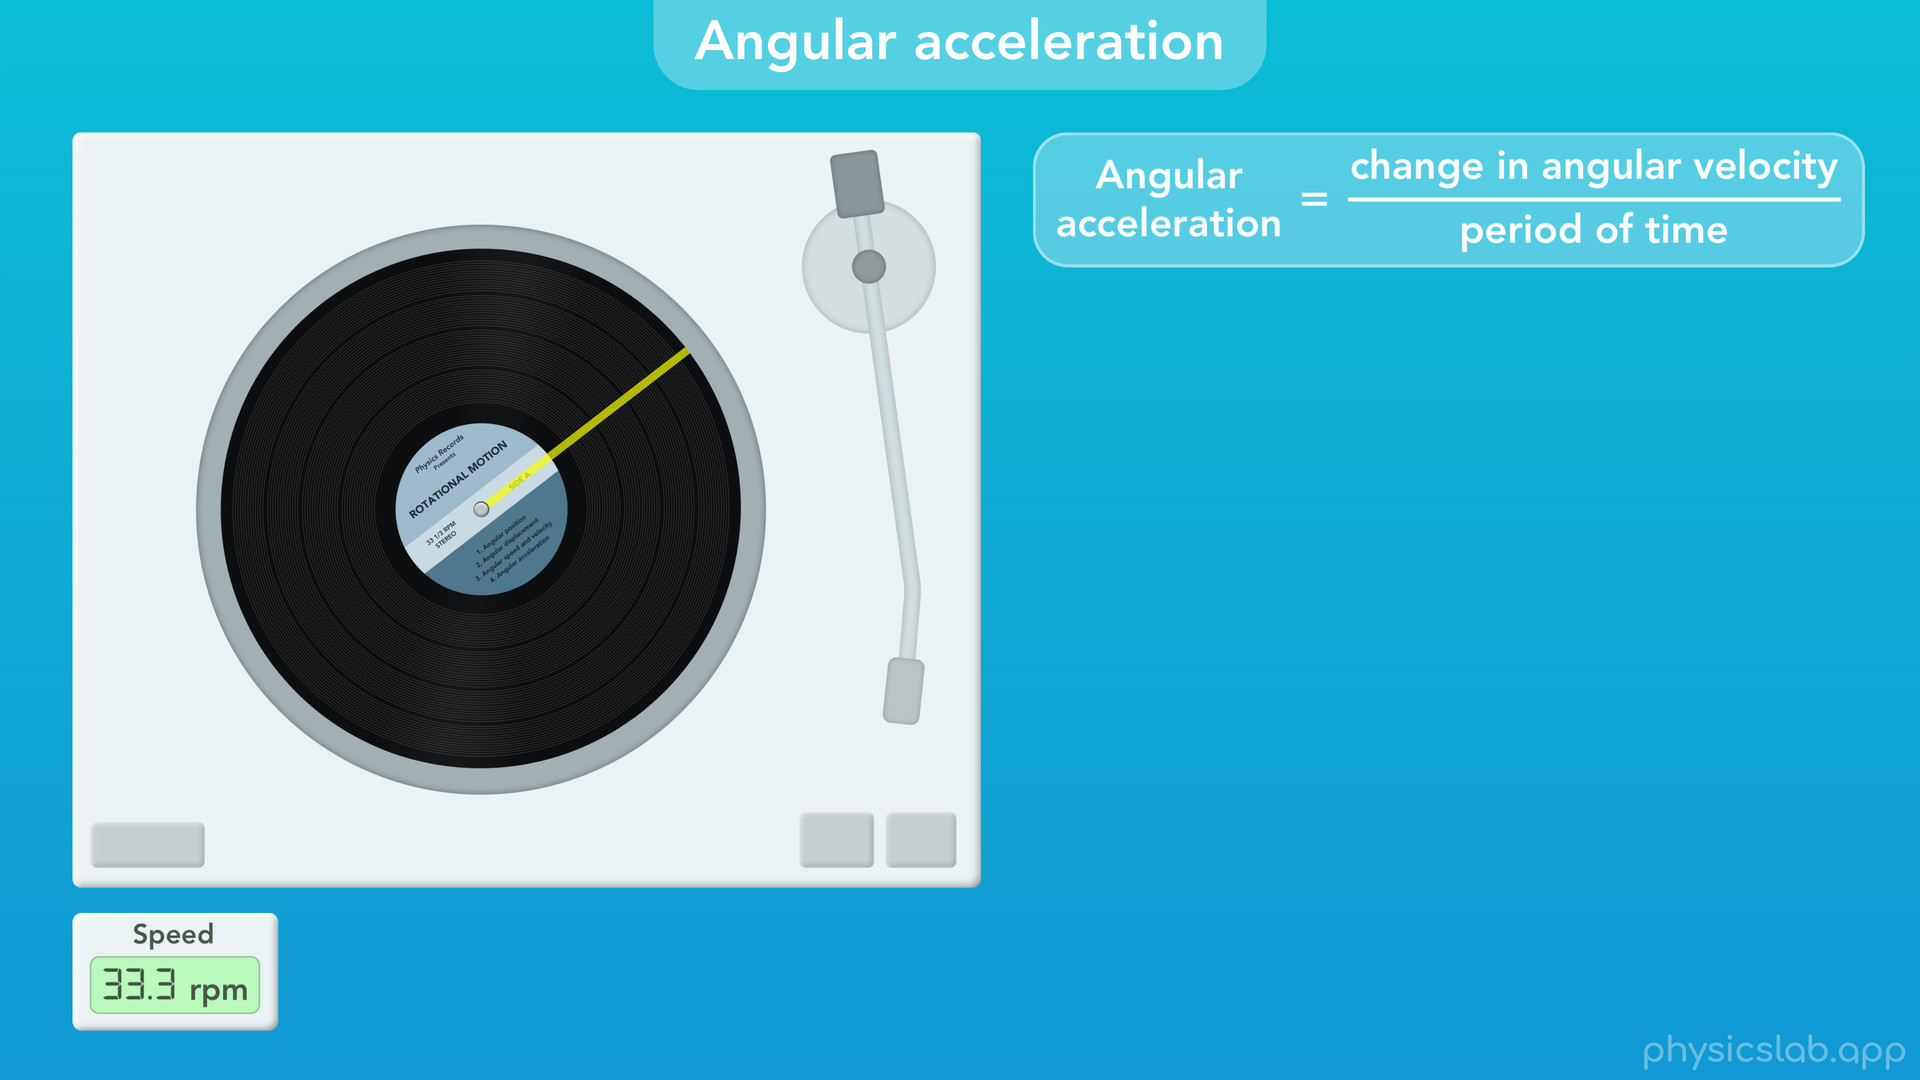 Angular acceleration
Angular
acceleration
=
change in angular velocity
period of time
Physics Records
Presents
ROTATIONAL MOTION
SIDE A
33 1/3 RPM
STEREO
1. Angular position
2. Angular displacement
3. Angular speed and velocity
4. Angular acceleration
Speed
33.3 rpm
physicslab.app